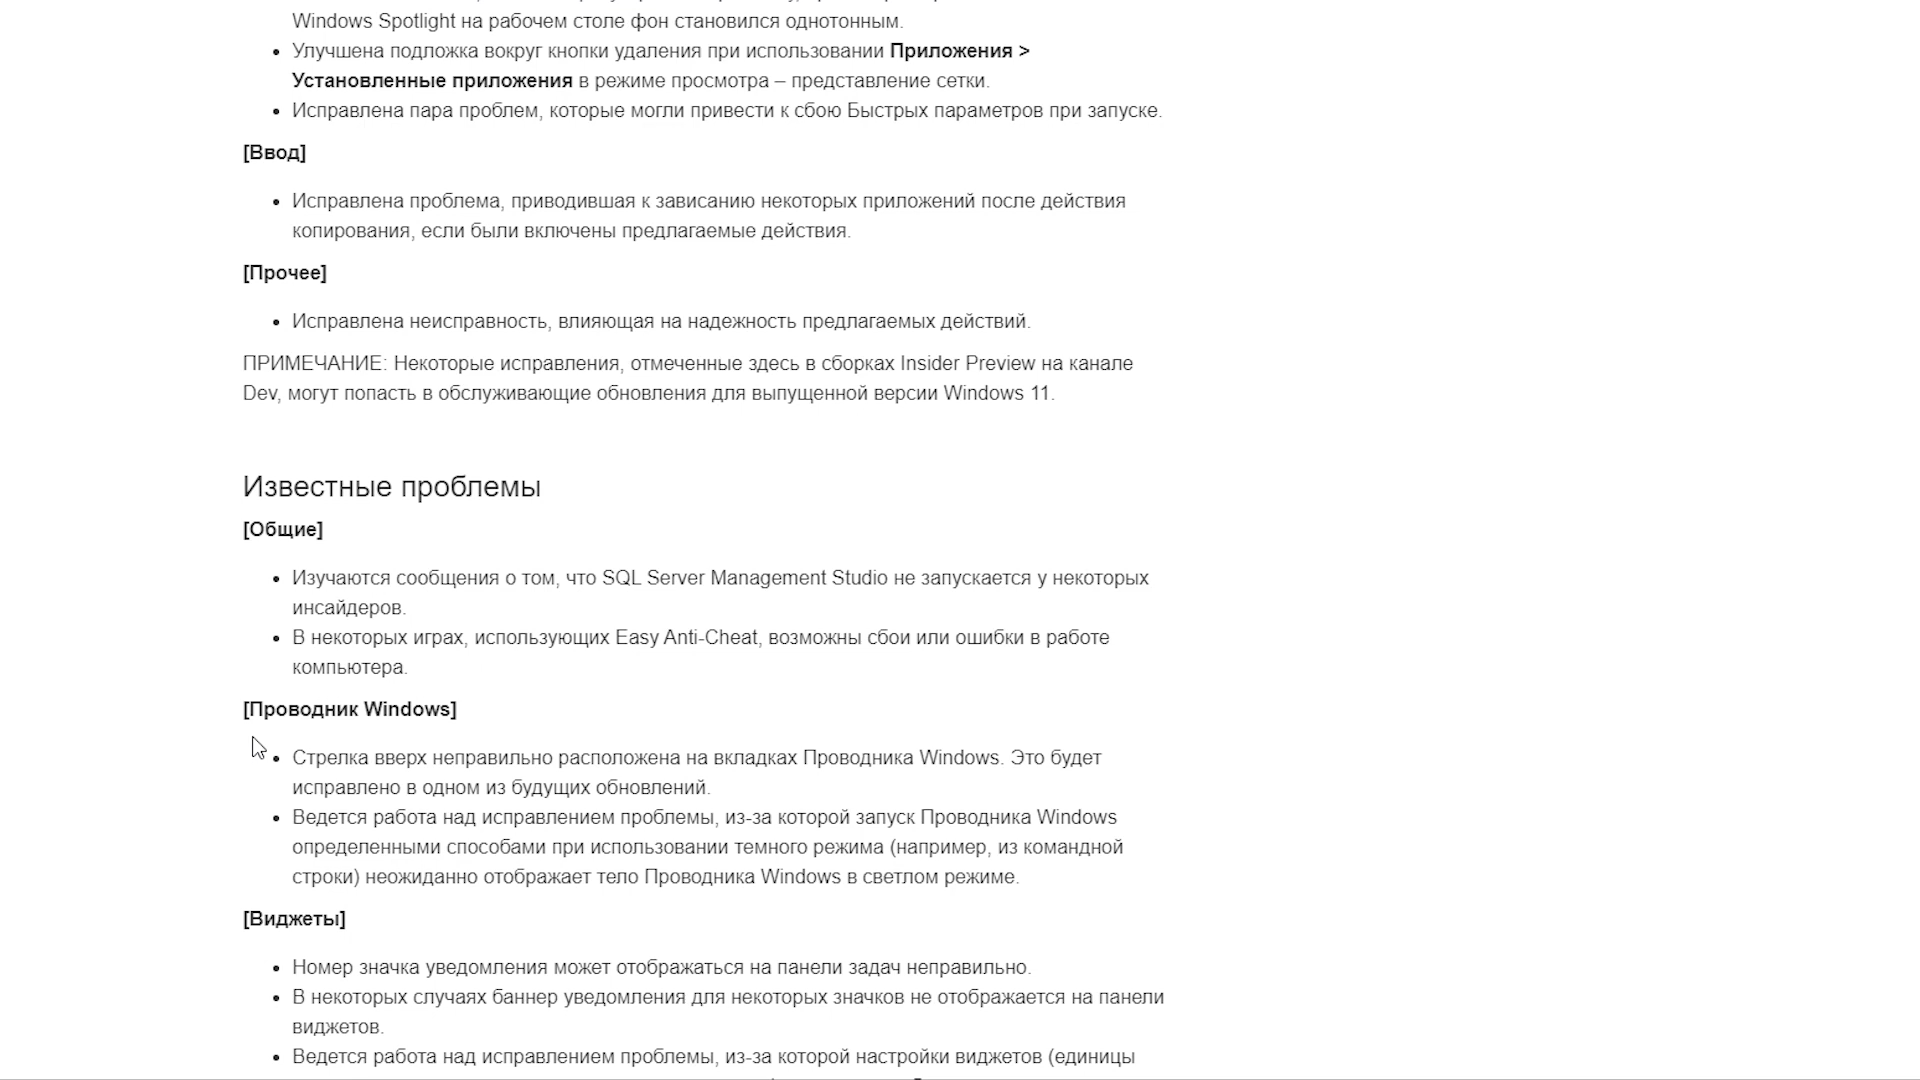 Windows Spotlight на рабочем столе фон становился однотонным.
Улучшена подложка вокруг кнопки удаления при использовании Приложения >
Установленные приложения в режиме просмотра – представление сетки.
Исправлена пара проблем, которые могли привести к сбою Быстрых параметров при запуске.
[Ввод]
Исправлена проблема, приводившая к зависанию некоторых приложений после действия
копирования, если были включены предлагаемые действия.
[Прочее]
Исправлена неисправность, влияющая на надежность предлагаемых действий.
ПРИМЕЧАНИЕ: Некоторые исправления, отмеченные здесь в сборках Insider Preview на канале
Dev, могут попасть в обслуживающие обновления для выпущенной версии Windows 11.
Известные проблемы
[Общие]
Изучаются сообщения о том, что SQL Server Management Studio не запускается у некоторых
инсайдеров.
В некоторых играх, использующих Easy Anti-Cheat, возможны сбои или ошибки в работе
компьютера.
[Проводник Windows]
Стрелка вверх неправильно расположена на вкладках Проводника Windows. Это будет
исправлено в одном из будущих обновлений.
Ведется работа над исправлением проблемы, из-за которой запуск Проводника Windows
определенными способами при использовании темного режима (например, из командной
строки) неожиданно отображает тело Проводника Windows в светлом режиме.
[Виджеты]
Номер значка уведомления может отображаться на панели задач неправильно.
В некоторых случаях баннер уведомления для некоторых значков не отображается на панели
виджетов.
Ведется работа над исправлением проблемы, из-за которой настройки виджетов (единицы